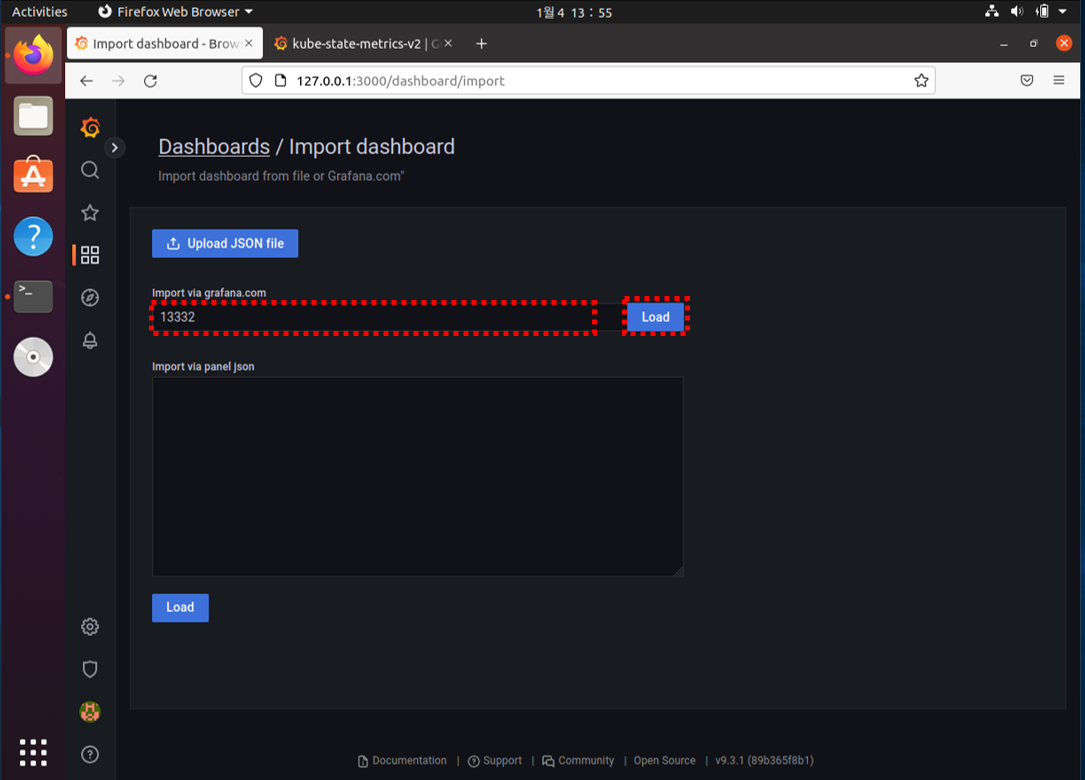 Activities
Firefox Web Browser
1월 4 13 : 55
Import dashboard - Brow
kube-state-metrics-v2 | G
127.0.0.1:3000/dashboard/import
Dashboards / Import dashboard
Import dashboard from file or Grafana.com"
Upload JSON file
Import via grafana.com
13332
Load
Import via panel json
Load
Documentation | Support | Community | Open Source | v9.3.1 (89b365f8b1)